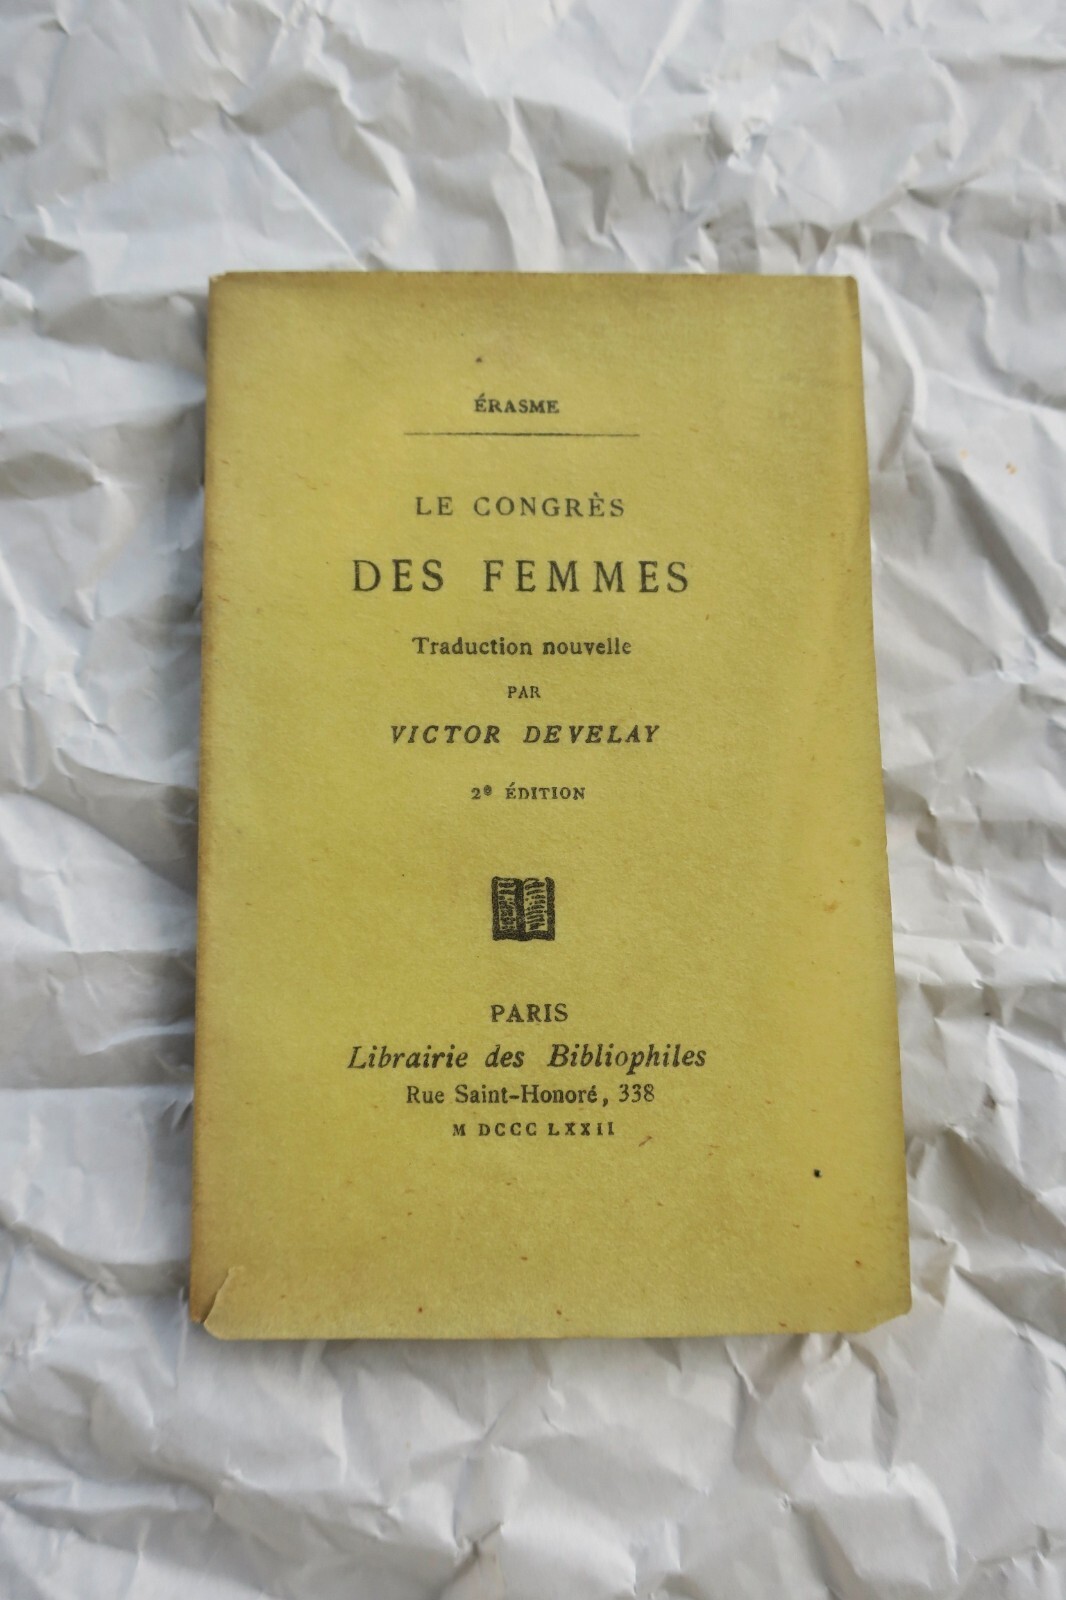 ÉRASME
LE CONGRÈS
DES FEMMES
Traduction nouvelle
PAR
VICTOR DEVELAY
2e ÉDITION
PARIS
Librairie des Bibliophiles
Rue Saint-Honoré, 338
M DCCC LXXII